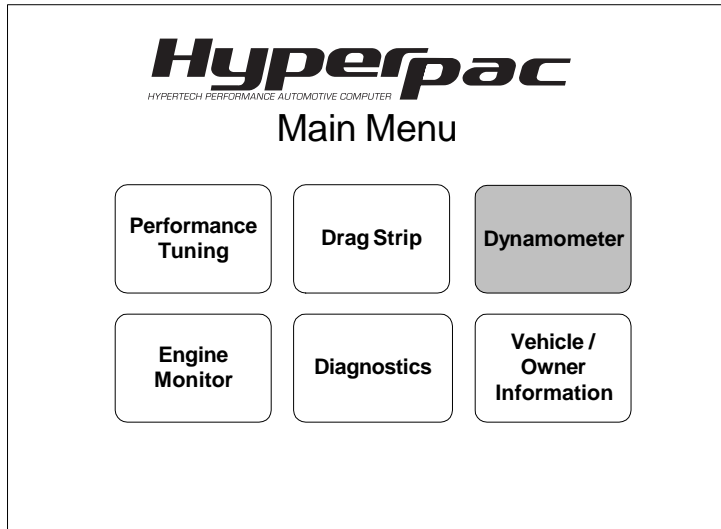 Hyperpac
HYPERTECH PERFORMANCE AUTOMOTIVE COMPUTER
Main Menu
Performance
Tuning
Drag Strip
Dynamometer
Engine
Monitor
Diagnostics
Vehicle /
Owner
Information